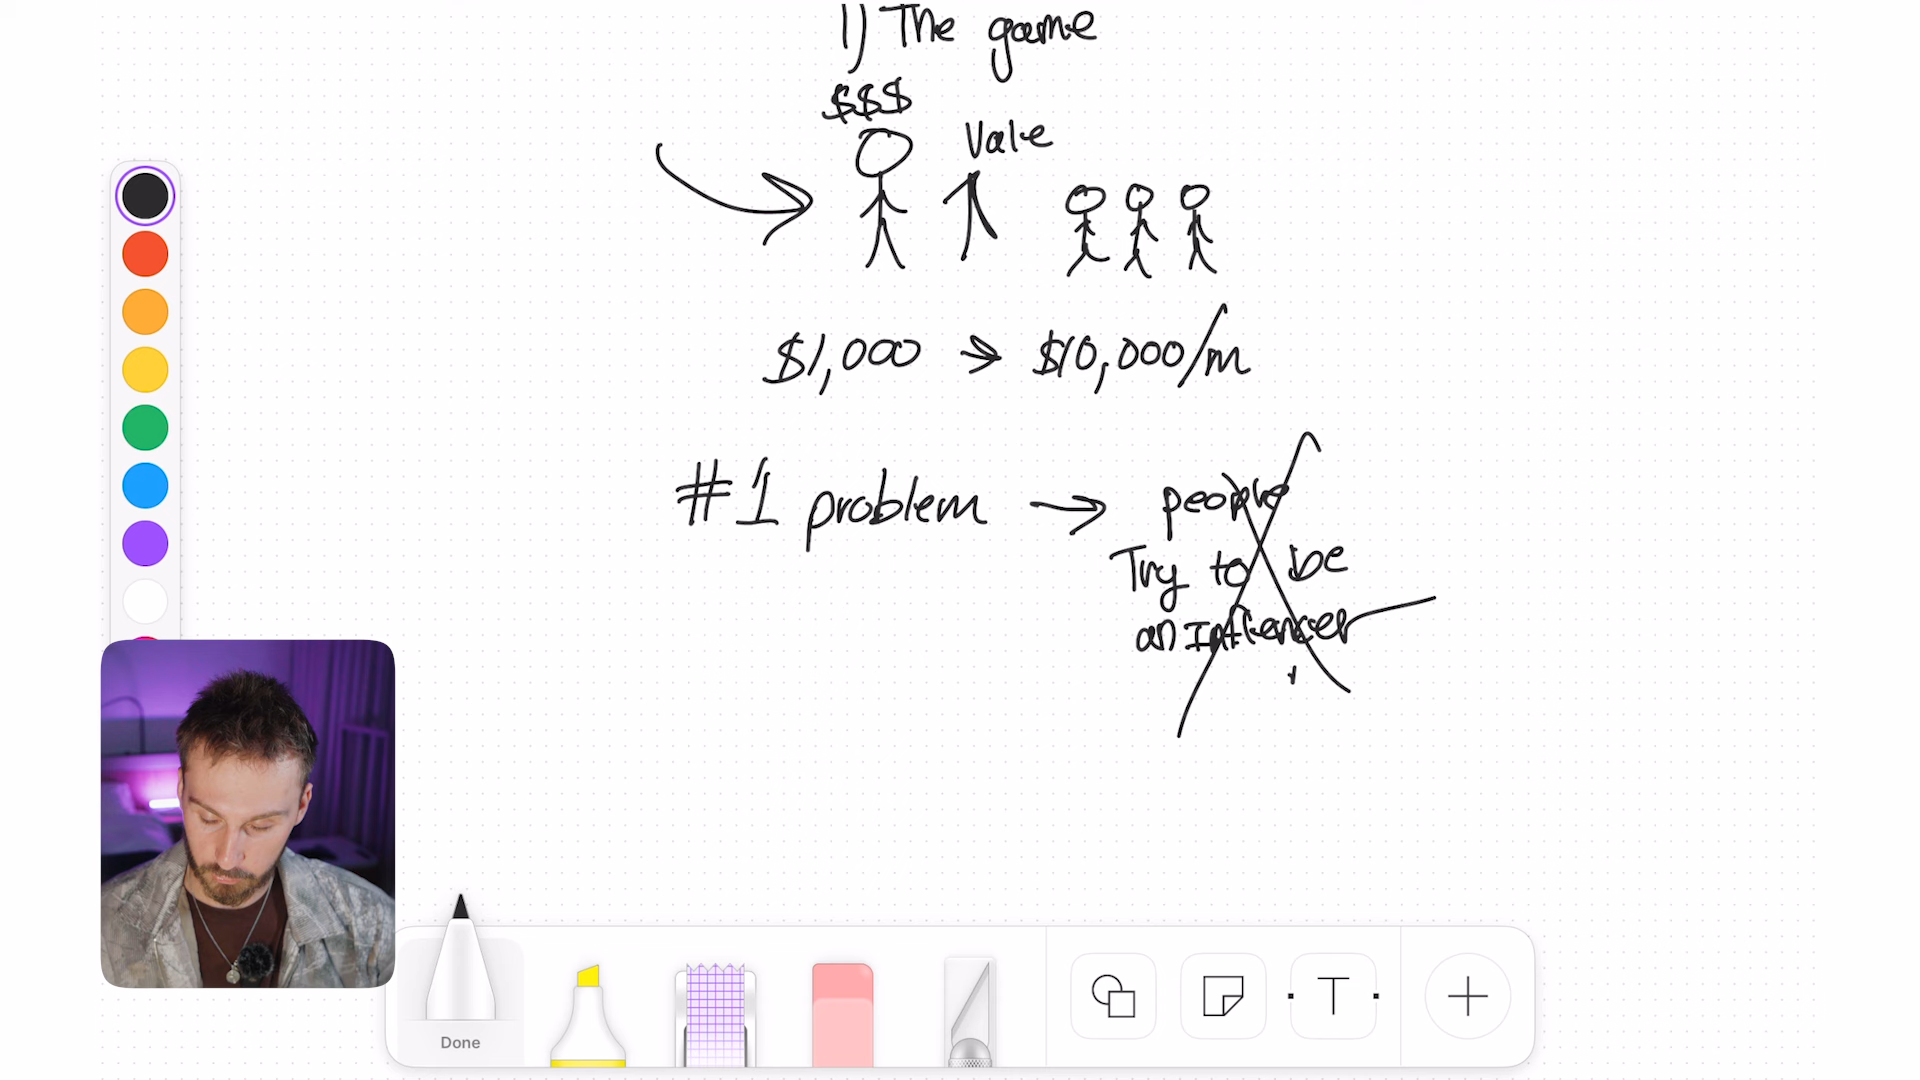 1) The game
$$$
Vale
$1,000 → $10,000/m
#1 problem → people
Try to be
an Influencer
Done
T